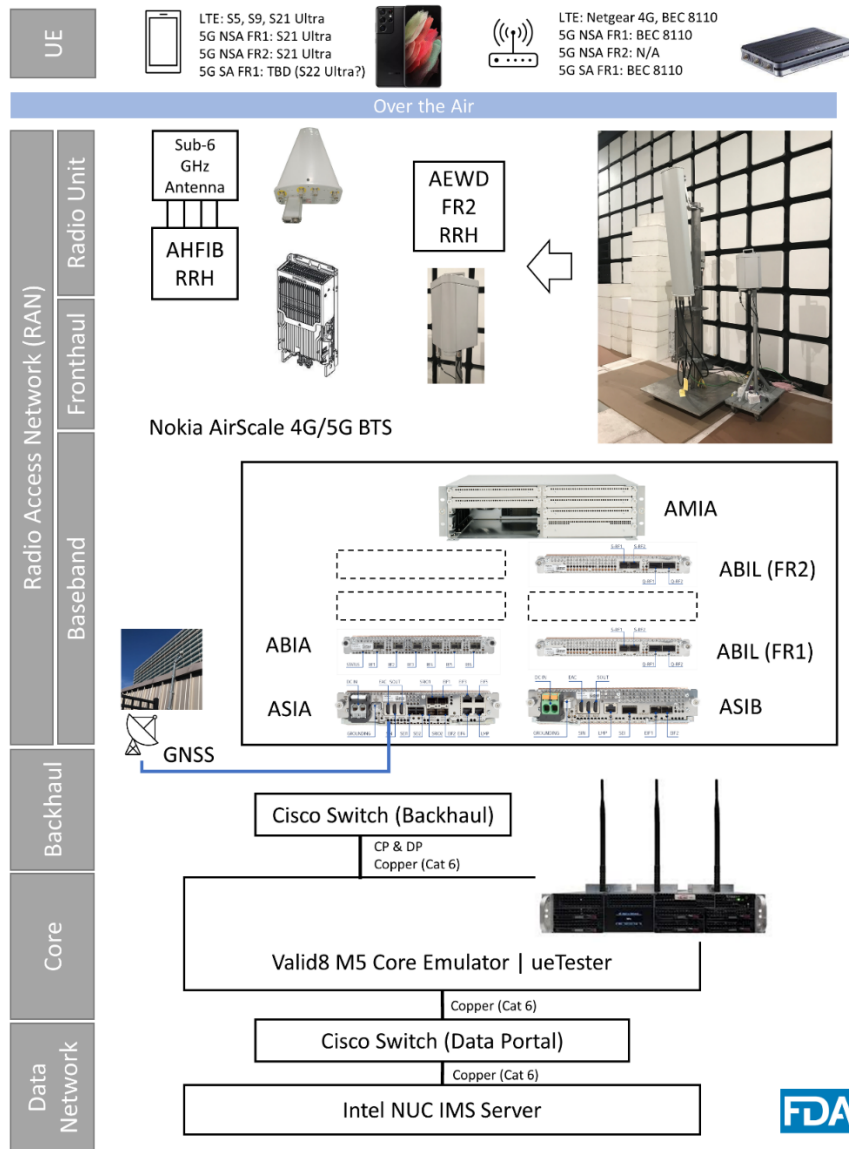 UE
LTE: S5, S9, S21 Ultra
5G NSA FR1: S21 Ultra
5G NSA FR2: S21 Ultra
5G SA FR1: TBD (S22 Ultra?)
LTE: Netgear 4G, BEC 8110
5G NSA FR1: BEC 8110
5G NSA FR2: N/A
5G SA FR1: BEC 8110
Over the Air
Radio Access Network (RAN)
Radio Unit
Fronthaul
Baseband
Sub-6
GHz
Antenna
AHFIB
RRH
AEWD
FR2
RRH
Nokia AirScale 4G/5G BTS
AMIA
ABIL (FR2)
ABIA
ABIL (FR1)
ASIA
ASIB
GROUNDING
GROUNDING
GNSS
Backhaul
Cisco Switch (Backhaul)
CP & DP
Copper (Cat 6)
Core
Valid8 M5 Core Emulator | ueTester
Copper (Cat 6)
Data
Network
Cisco Switch (Data Portal)
Copper (Cat 6)
Intel NUC IMS Server
FDA